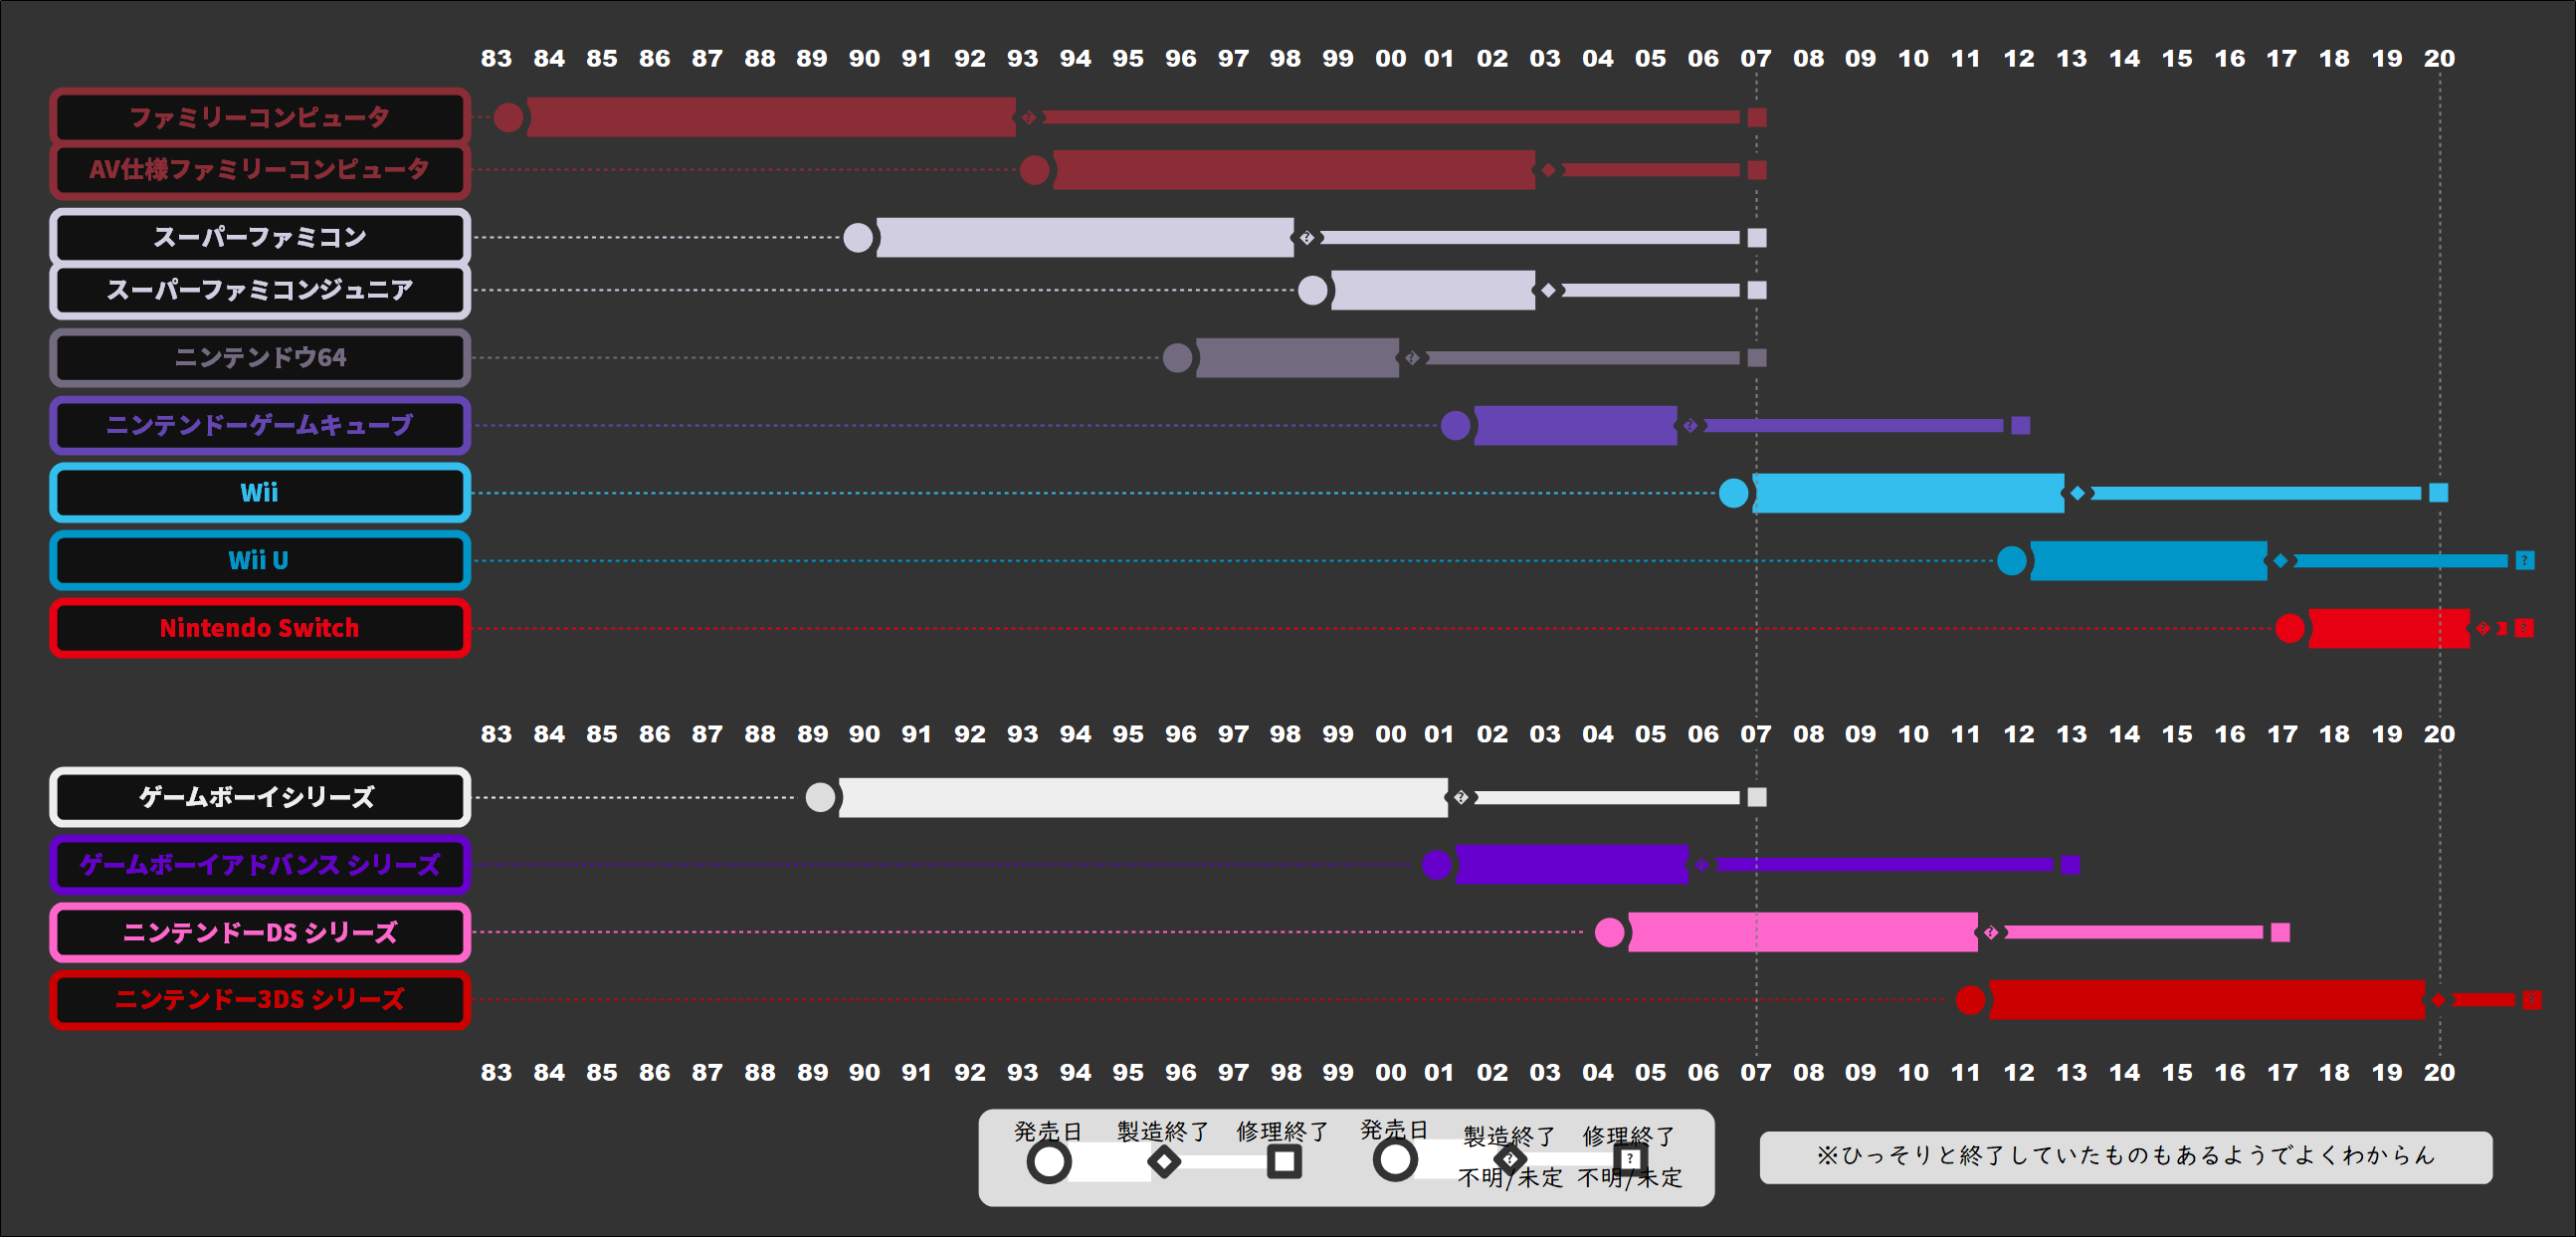 83 84 85 86 87 88 89 90 91 92 93 94 95 96 97 98 99 00 01 02 03 04 05 06 07 08 09 10 11 12 13 14 15 16 17 18 19 20
ファミリーコンピュータ
?
AV仕様ファミリーコンピュータ
スーパーファミコン
?
スーパーファミコンジュニア
ニンテンドウ64
?
ニンテンドーゲームキューブ
?
Wii
Wii U
?
Nintendo Switch
? ?
83 84 85 86 87 88 89 90 91 92 93 94 95 96 97 98 99 00 01 02 03 04 05 06 07 08 09 10 11 12 13 14 15 16 17 18 19 20
ゲームボーイシリーズ
?
ゲームボーイアドバンス シリーズ
?
ニンテンドーDS シリーズ
?
ニンテンドー3DS シリーズ
?
83 84 85 86 87 88 89 90 91 92 93 94 95 96 97 98 99 00 01 02 03 04 05 06 07 08 09 10 11 12 13 14 15 16 17 18 19 20
発売日 製造終了 修理終了 発売日 製造終了 修理終了
? ?
不明/未定 不明/未定
※ひっそりと終了していたものもあるようでよくわからん